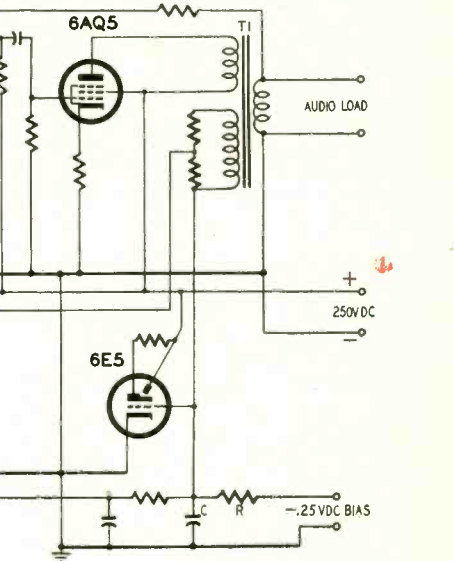 6AQ5
T1
AUDIO LOAD
+
250V DC
−
6E5
C
R
−.25 VDC BIAS